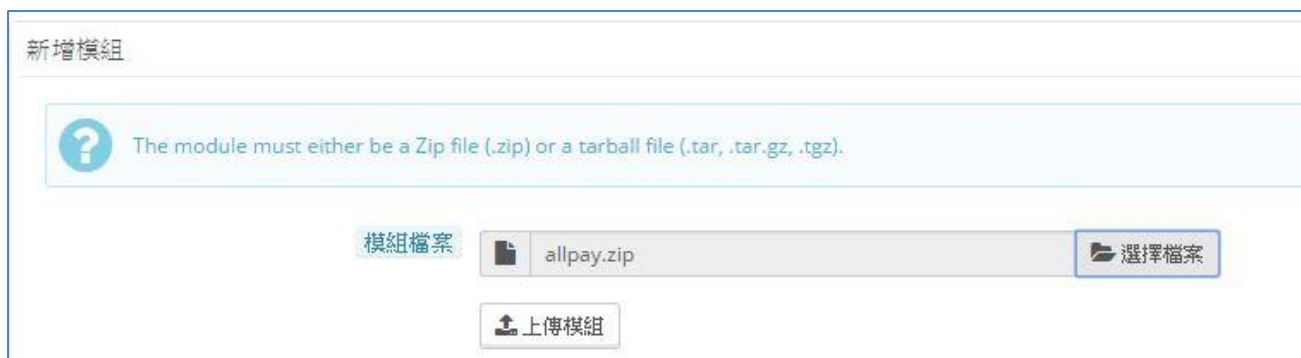 新增模組
The module must either be a Zip file (.zip) or a tarball file (.tar, .tar.gz, .tgz).
模組檔案 allpay.zip 選擇檔案
上傳模組